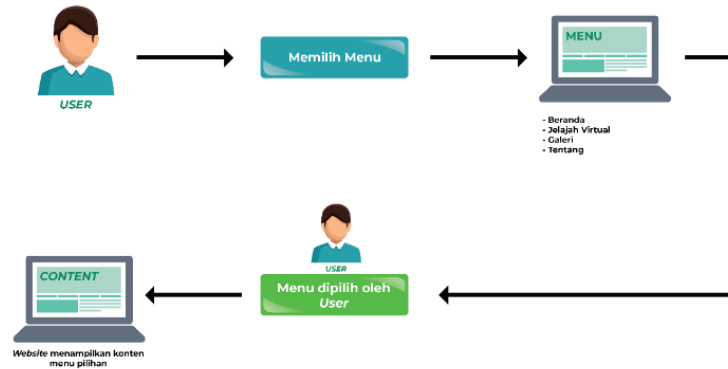 USER
Memilih Menu
MENU
- Beranda
- Jelajah Virtual
- Galeri
- Tentang
USER
Menu dipilih oleh
User
CONTENT
Website menampilkan konten
menu pilihan